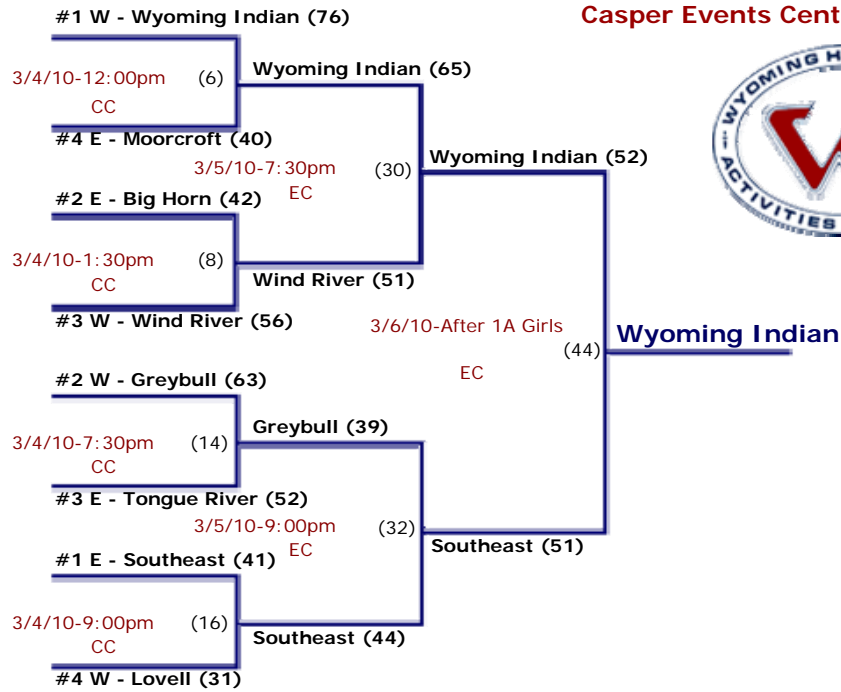 #1 W - Wyoming Indian (76)
Casper Events Cent
3/4/10-12:00pm (6)
CC
Wyoming Indian (65)
#4 E - Moorcroft (40)
3/5/10-7:30pm (30)
EC
Wyoming Indian (52)
#2 E - Big Horn (42)
3/4/10-1:30pm (8)
CC
Wind River (51)
#3 W - Wind River (56)
3/6/10-After 1A Girls
(44)
EC
Wyoming Indian
#2 W - Greybull (63)
3/4/10-7:30pm (14)
CC
Greybull (39)
#3 E - Tongue River (52)
3/5/10-9:00pm (32)
EC
Southeast (51)
#1 E - Southeast (41)
3/4/10-9:00pm (16)
CC
Southeast (44)
#4 W - Lovell (31)
WYOMING H
ACTIVITIES